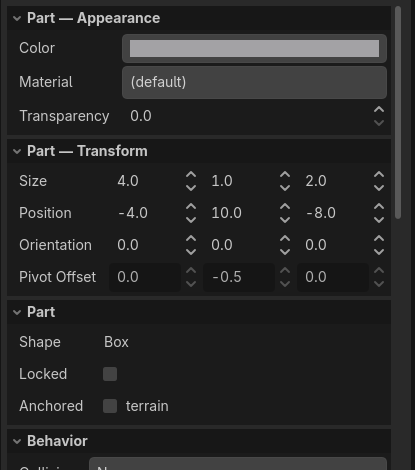 Part — Appearance
Color
Material (default)
Transparency 0.0
Part — Transform
Size 4.0 1.0 2.0
Position -4.0 10.0 -8.0
Orientation 0.0 0.0 0.0
Pivot Offset 0.0 -0.5 0.0
Part
Shape Box
Locked
Anchored terrain
Behavior